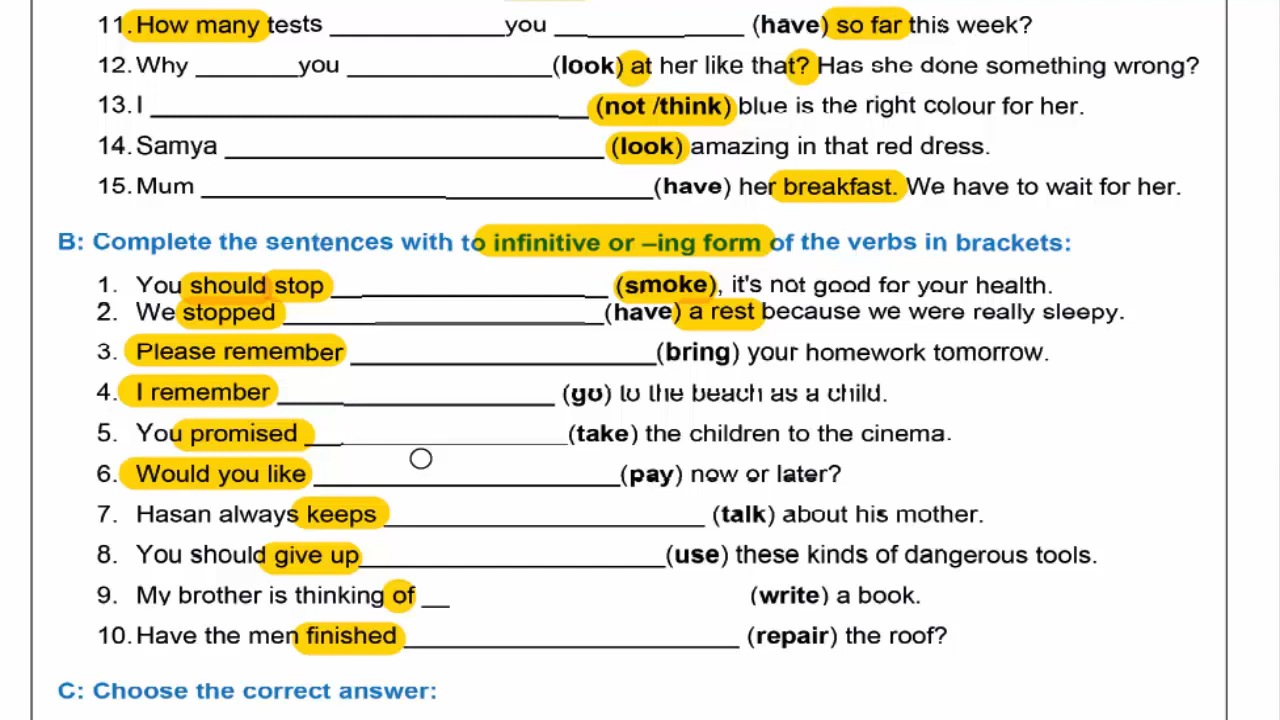 11. How many tests ______________ you _______________ (have) so far this week?
12. Why ________ you _________________ (look) at her like that? Has she done something wrong?
13. I ____________________________________ (not /think) blue is the right colour for her.
14. Samya _______________________________ (look) amazing in that red dress.
15. Mum _____________________________________ (have) her breakfast. We have to wait for her.
B: Complete the sentences with to infinitive or –ing form of the verbs in brackets:
1. You should stop _______________________ (smoke), it's not good for your health.
2. We stopped __________________________ (have) a rest because we were really sleepy.
3. Please remember _________________________ (bring) your homework tomorrow.
4. I remember _______________________ (go) to the beach as a child.
5. You promised ______________________ (take) the children to the cinema.
6. Would you like _________________________ (pay) now or later?
7. Hasan always keeps __________________________ (talk) about his mother.
8. You should give up _________________________ (use) these kinds of dangerous tools.
9. My brother is thinking of __ (write) a book.
10. Have the men finished ___________________________ (repair) the roof?
C: Choose the correct answer: